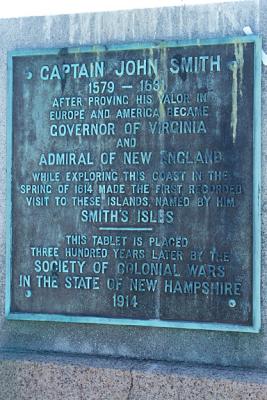 CAPTAIN JOHN SMITH
1579 – 1631
AFTER PROVING HIS VALOR IN
EUROPE AND AMERICA BECAME
GOVERNOR OF VIRGINIA
AND
ADMIRAL OF NEW ENGLAND
WHILE EXPLORING THIS COAST IN THE
SPRING OF 1614 MADE THE FIRST RECORDED
VISIT TO THESE ISLANDS, NAMED BY HIM
SMITH'S ISLES
THIS TABLET IS PLACED
THREE HUNDRED YEARS LATER BY THE
SOCIETY OF COLONIAL WARS
IN THE STATE OF NEW HAMPSHIRE
1914